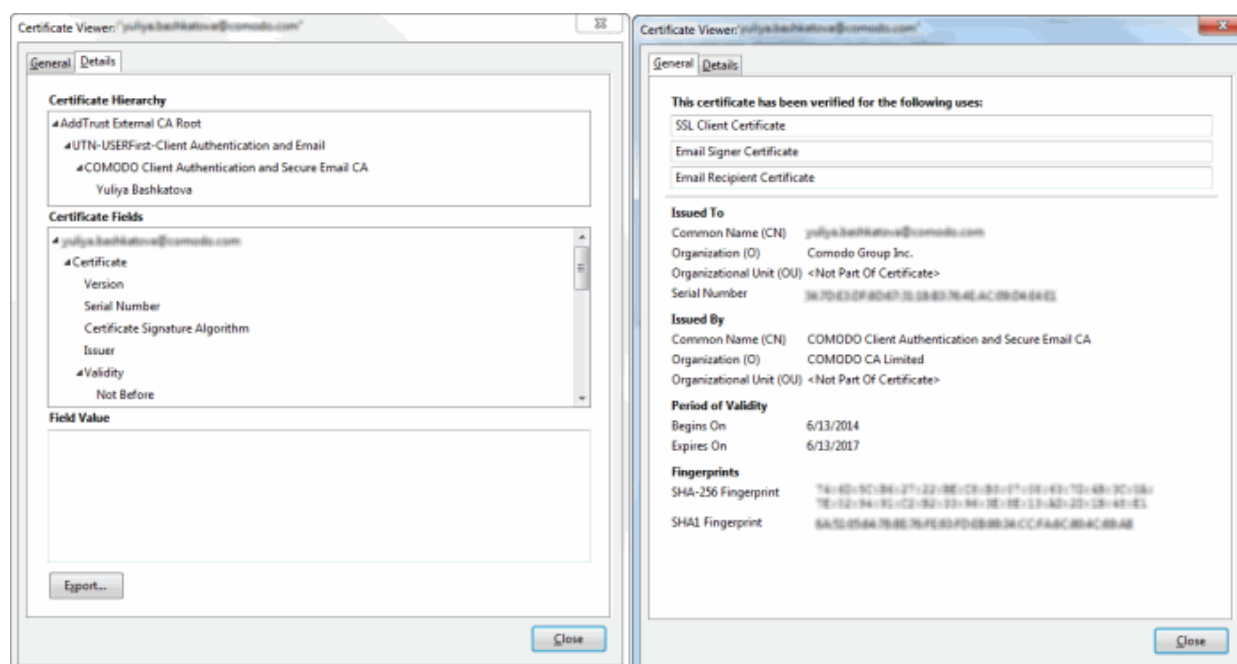 Certificate Viewer:
General Details
Certificate Hierarchy
AddTrust External CA Root
UTN-USERFirst-Client Authentication and Email
COMODO Client Authentication and Secure Email CA
Yuliya Bashkatova
Certificate Fields
Certificate
Version
Serial Number
Certificate Signature Algorithm
Issuer
Validity
Not Before
Field Value
Export...
Close
Certificate Viewer:
General Details
This certificate has been verified for the following uses:
SSL Client Certificate
Email Signer Certificate
Email Recipient Certificate
Issued To
Common Name (CN)
Organization (O) Comodo Group Inc.
Organizational Unit (OU) <Not Part Of Certificate>
Serial Number
Issued By
Common Name (CN) COMODO Client Authentication and Secure Email CA
Organization (O) COMODO CA Limited
Organizational Unit (OU) <Not Part Of Certificate>
Period of Validity
Begins On 6/13/2014
Expires On 6/13/2017
Fingerprints
SHA-256 Fingerprint
SHA1 Fingerprint
Close